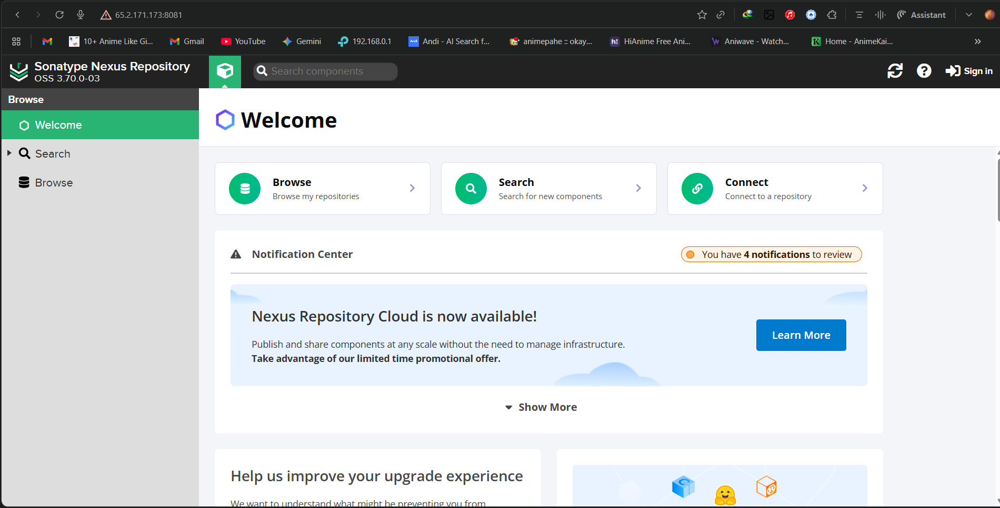 65.2.171.173:8081
Assistant
10+ Anime Like Gi...
Gmail
YouTube
Gemini
192.168.0.1
Andi
Andi - AI Search f...
animepahe :: okay...
h!
HiAnime Free Ani...
Aniwave - Watch...
Home - AnimeKai...
r
Sonatype Nexus Repository
OSS 3.70.0-03
Search components
Sign in
Browse
Welcome
Search
Browse
Welcome
Browse
Browse my repositories
Search
Search for new components
Connect
Connect to a repository
Notification Center
You have 4 notifications to review
Nexus Repository Cloud is now available!
Publish and share components at any scale without the need to manage infrastructure.
Take advantage of our limited time promotional offer.
Learn More
Show More
Help us improve your upgrade experience
We want to understand what might be preventing you from